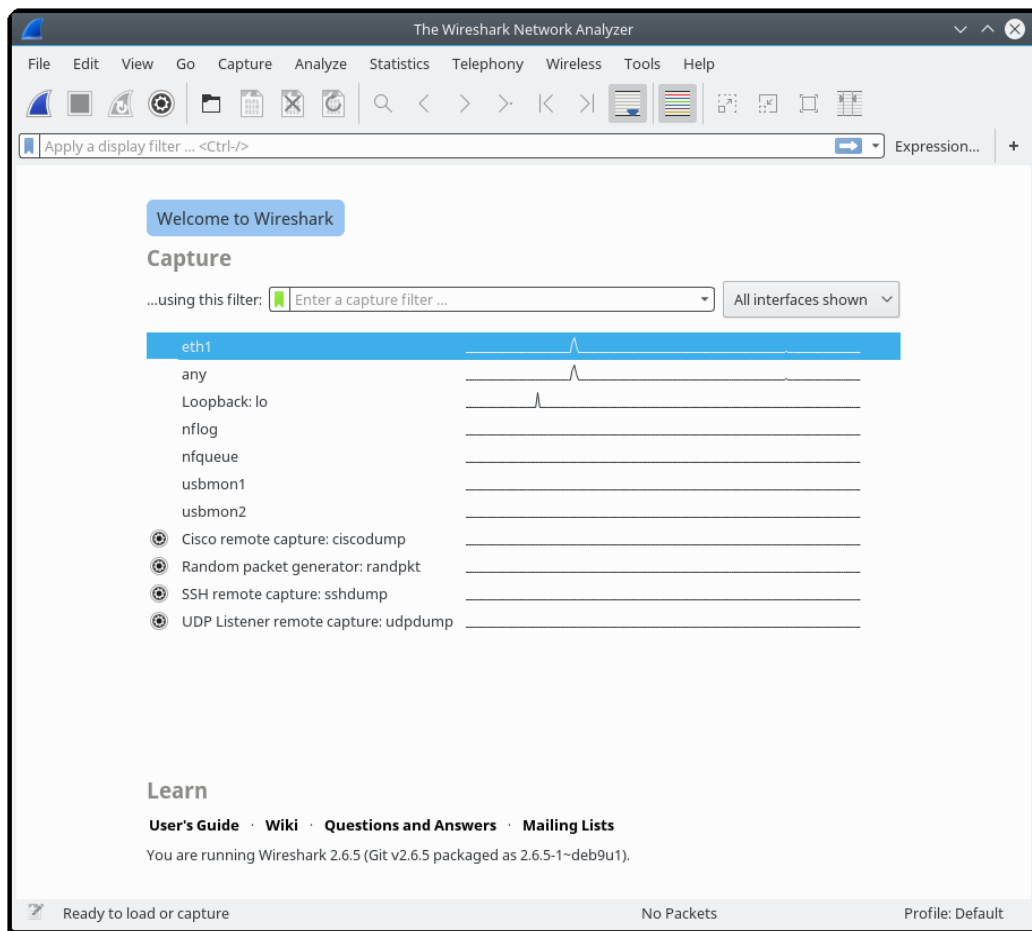 The Wireshark Network Analyzer
File Edit View Go Capture Analyze Statistics Telephony Wireless Tools Help
Apply a display filter ... <Ctrl-/> Expression... +
Welcome to Wireshark
Capture
...using this filter: Enter a capture filter ... All interfaces shown
eth1
any
Loopback: lo
nflog
nfqueue
usbmon1
usbmon2
Cisco remote capture: ciscodump
Random packet generator: randpkt
SSH remote capture: sshdump
UDP Listener remote capture: udpdump
Learn
User's Guide · Wiki · Questions and Answers · Mailing Lists
You are running Wireshark 2.6.5 (Git v2.6.5 packaged as 2.6.5-1~deb9u1).
Ready to load or capture No Packets Profile: Default